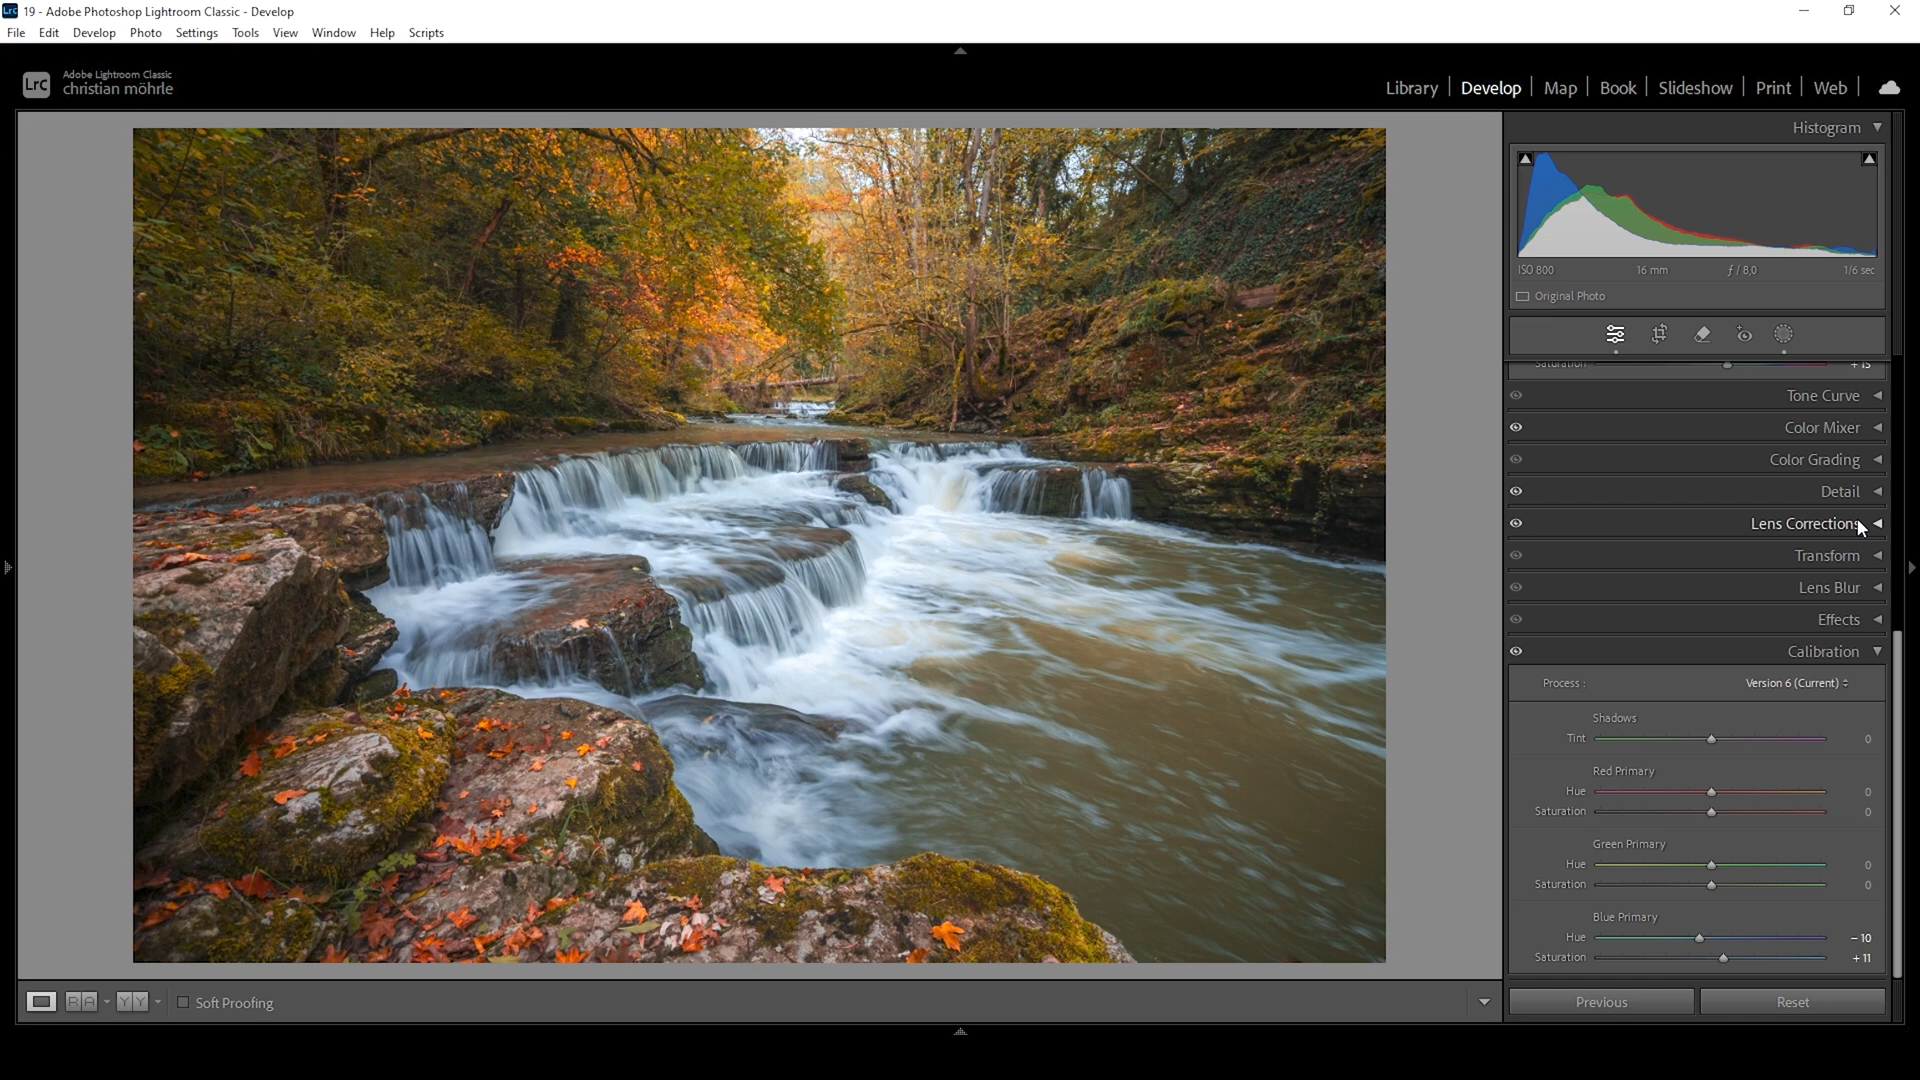 19 - Adobe Photoshop Lightroom Classic - Develop
File Edit Develop Photo Settings Tools View Window Help Scripts
Lrc
Adobe Lightroom Classic
christian möhrle
Library Develop Map Book Slideshow Print Web
Histogram
ISO 800 16 mm ƒ / 8,0 1/6 sec
Original Photo
Saturation + 15
Tone Curve
Color Mixer
Color Grading
Detail
Lens Corrections
Transform
Lens Blur
Effects
Calibration
Process : Version 6 (Current)
Shadows
Tint 0
Red Primary
Hue 0
Saturation 0
Green Primary
Hue 0
Saturation 0
Blue Primary
Hue – 10
Saturation + 11
R A Y Y Soft Proofing
Previous Reset